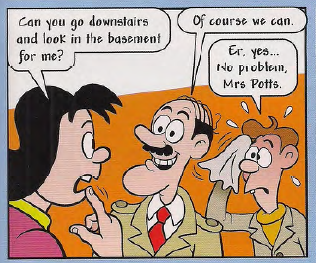 Can you go downstairs
and look in the basement
for me?
Of course we can.
Er, yes...
No problem,
Mrs Potts.